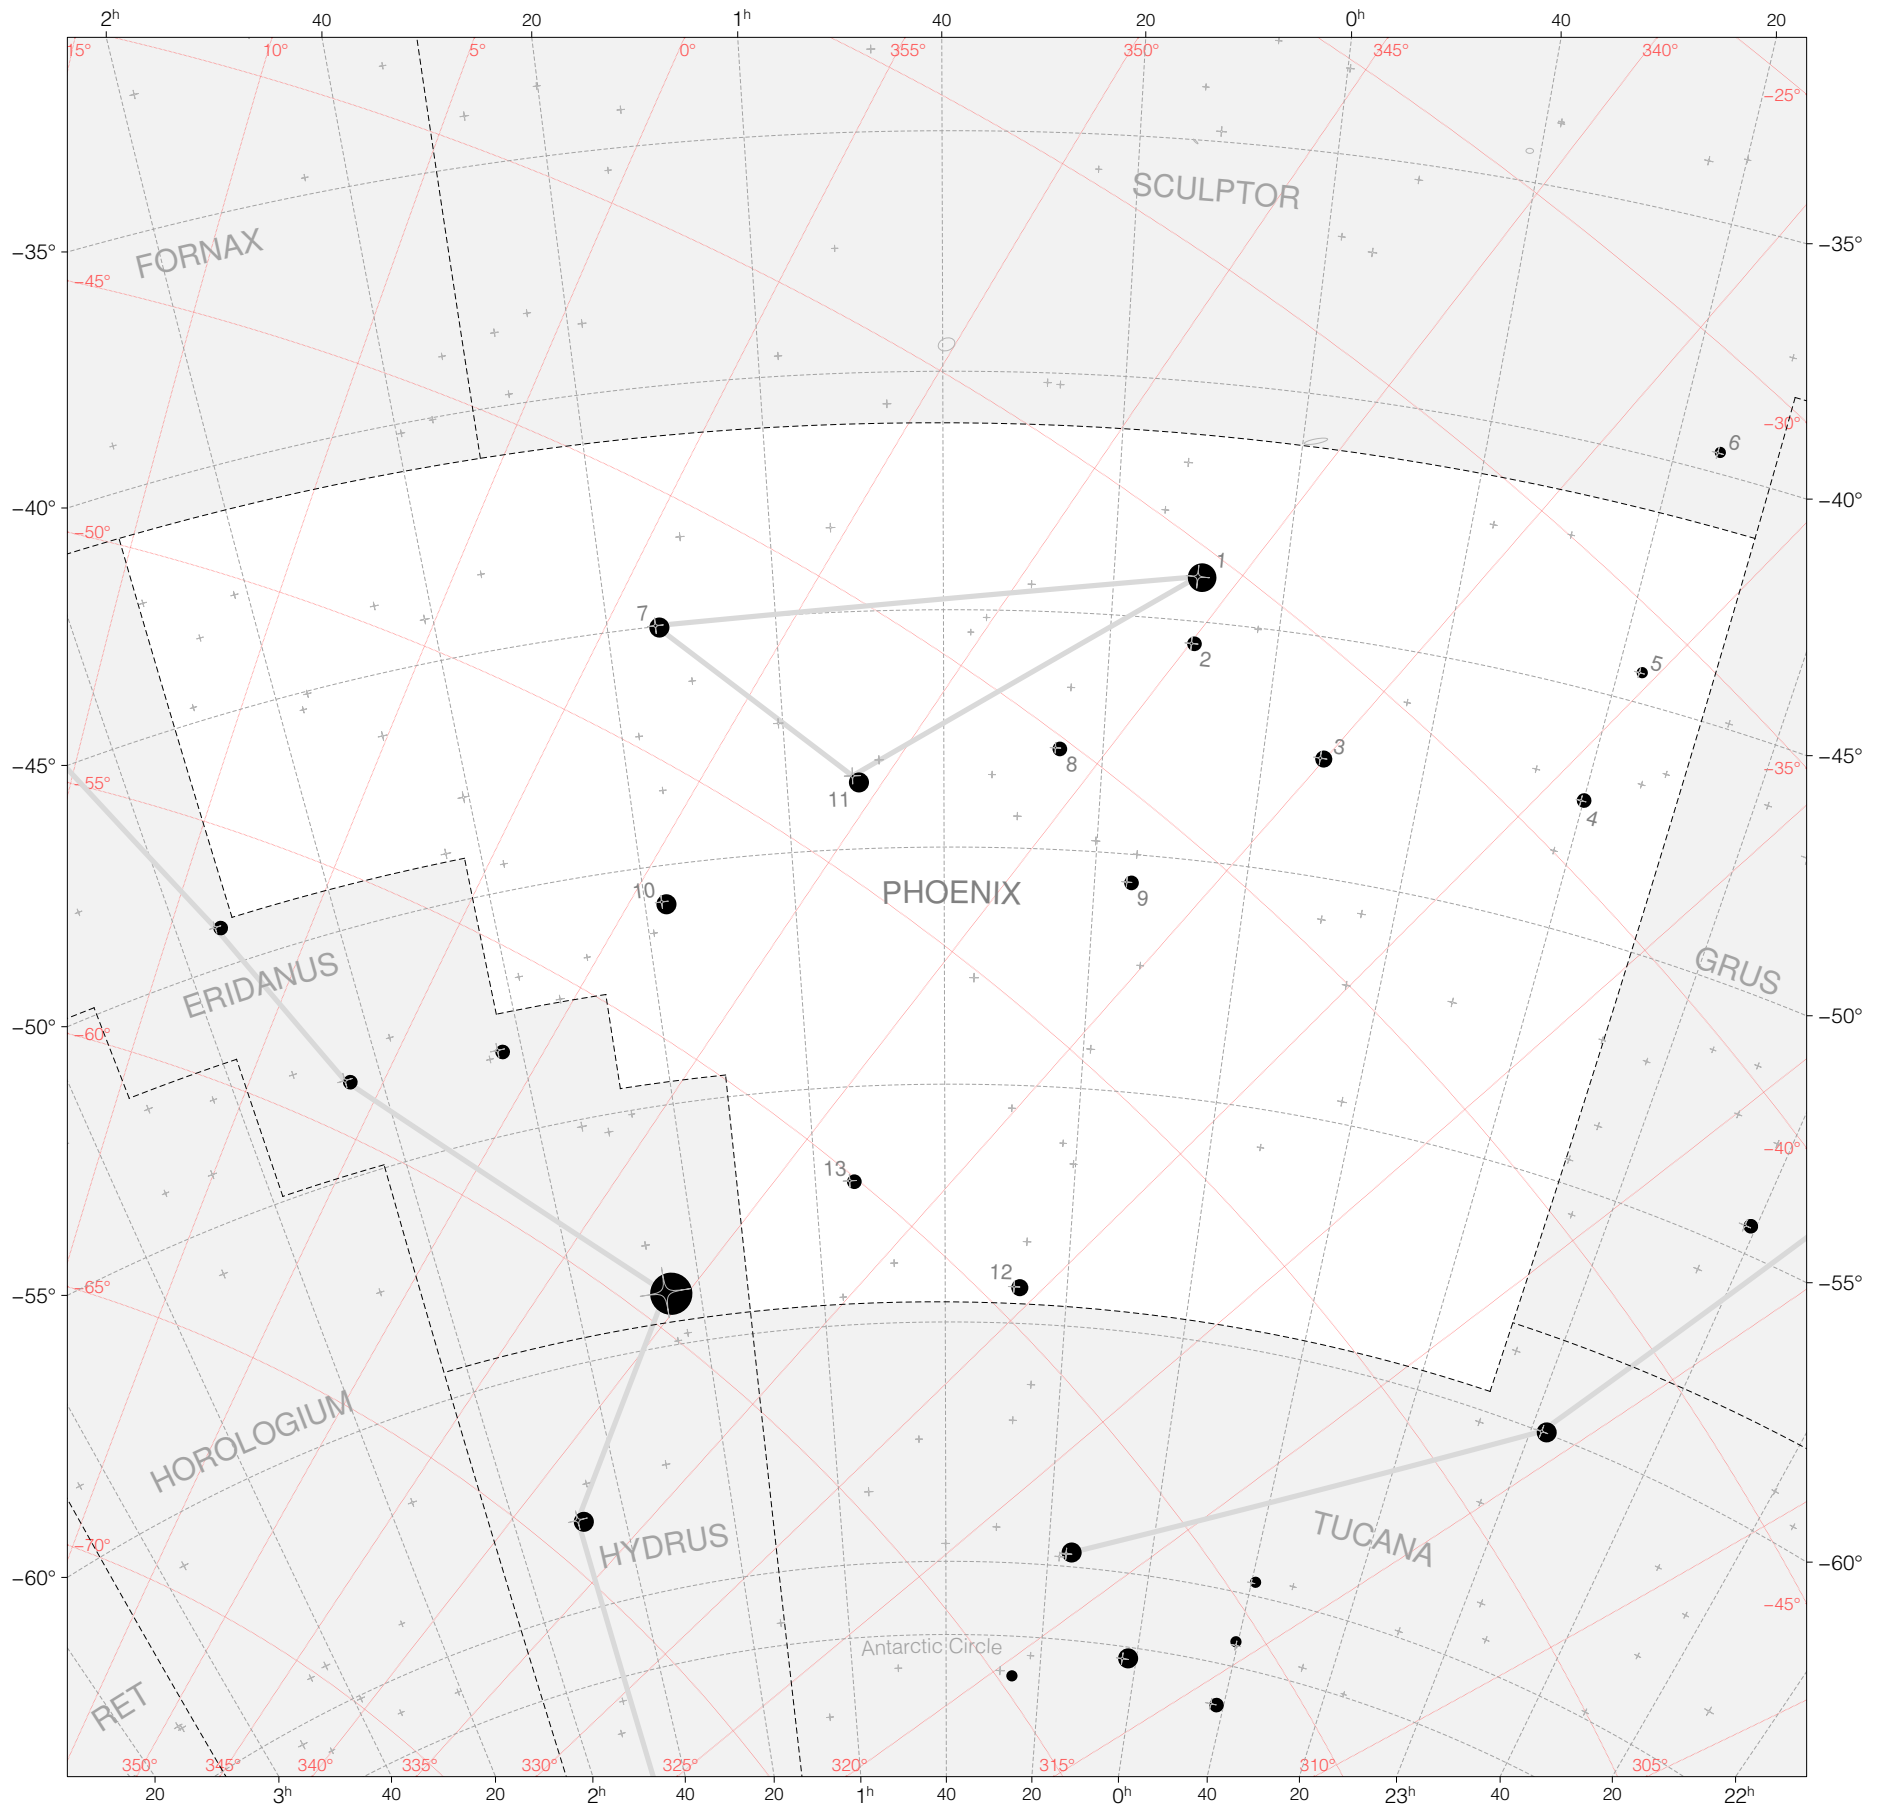 2h 40 20 1h 40 20 0h 40 20
15° 10° 5° 0° 355° 350° 345° 340°
−25°
SCULPTOR
FORNAX
−35° −35°
−45°
−30°
6
−40° −40°
−50°
1
7
2
5
3
8
−45° −45°
−55° −35°
11
4
10
PHOENIX
9
GRUS
ERIDANUS
−50° −50°
−60°
−40°
13
12
−55° −55°
−65°
HOROLOGIUM
TUCANA
HYDRUS
−70°
−60° −60°
−45°
Antarctic Circle
RET
350° 345° 340° 335° 330° 325° 320° 315° 310° 305°
20 3h 40 20 2h 40 20 1h 40 20 0h 40 20 23h 40 20 22h